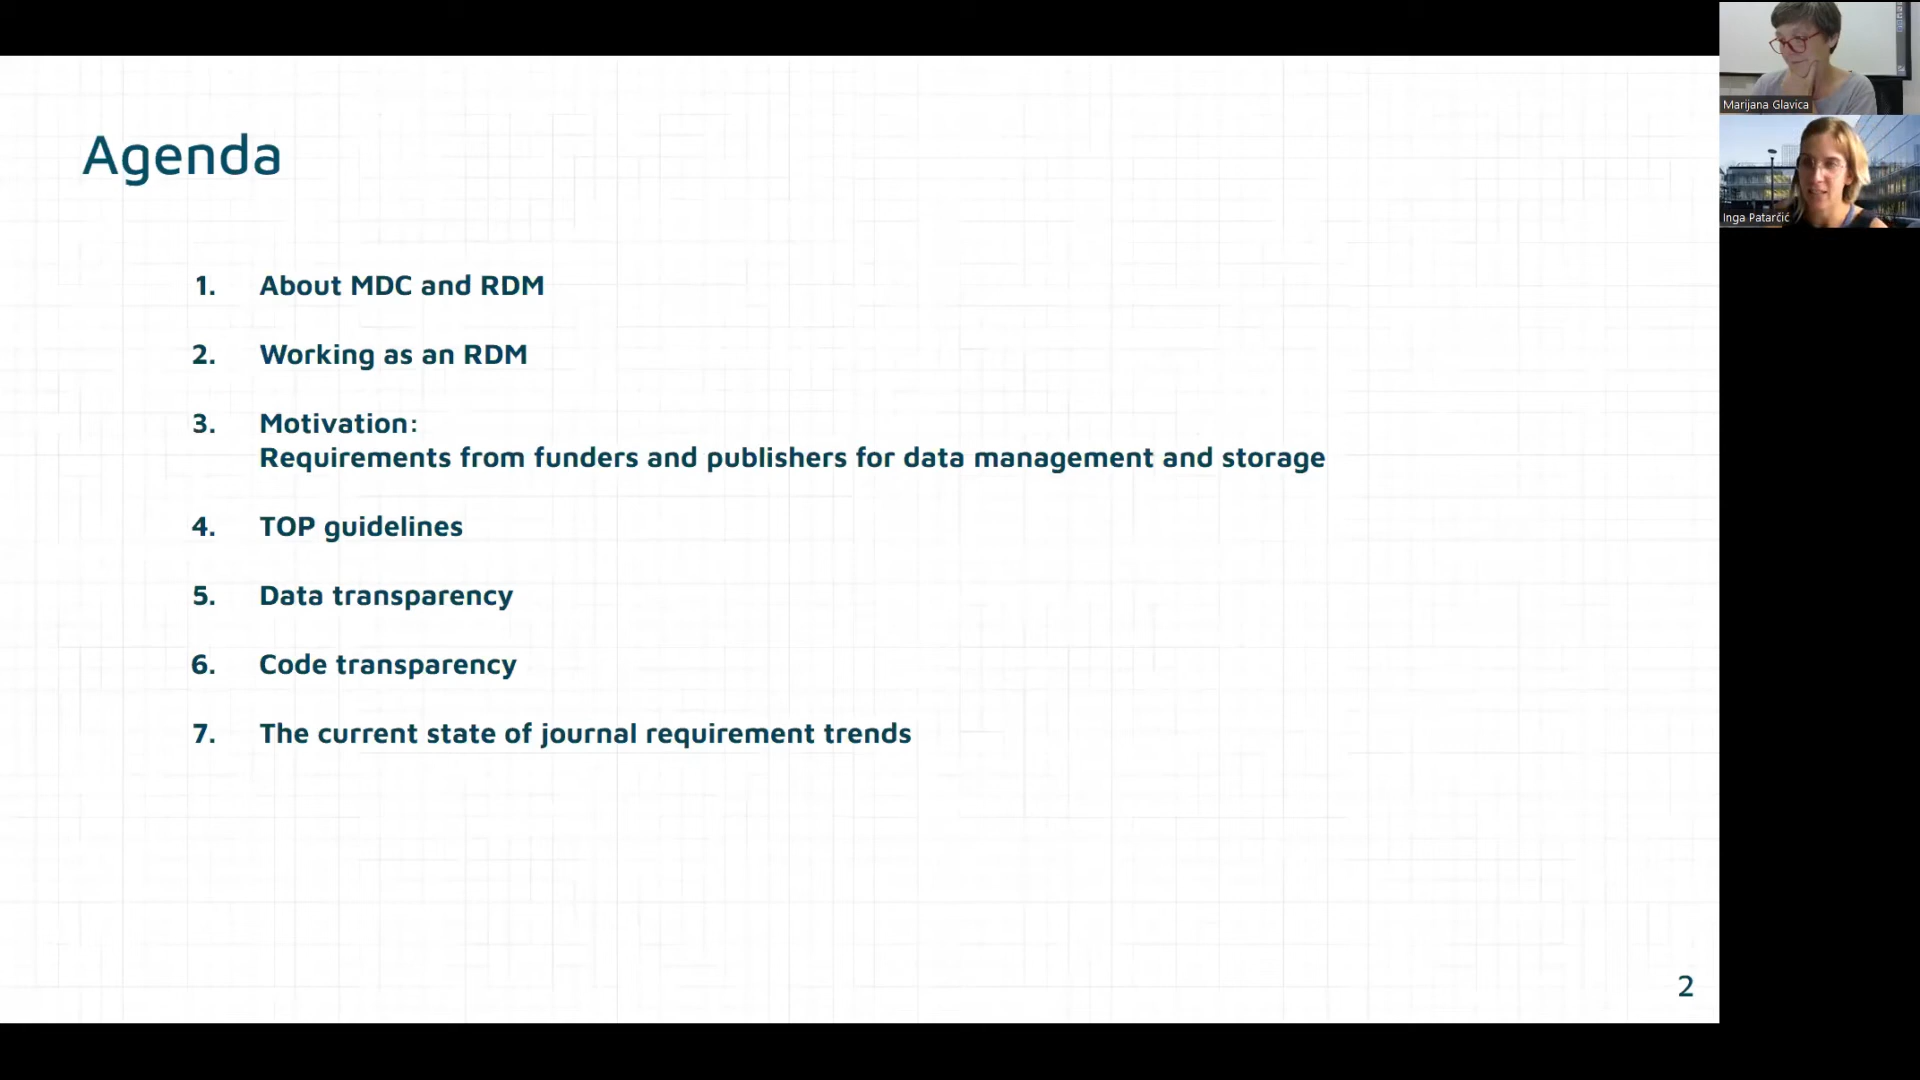 Agenda
1. About MDC and RDM
2. Working as an RDM
3. Motivation:
Requirements from funders and publishers for data management and storage
4. TOP guidelines
5. Data transparency
6. Code transparency
7. The current state of journal requirement trends
2
Marijana Glavica
Inga Patarčić